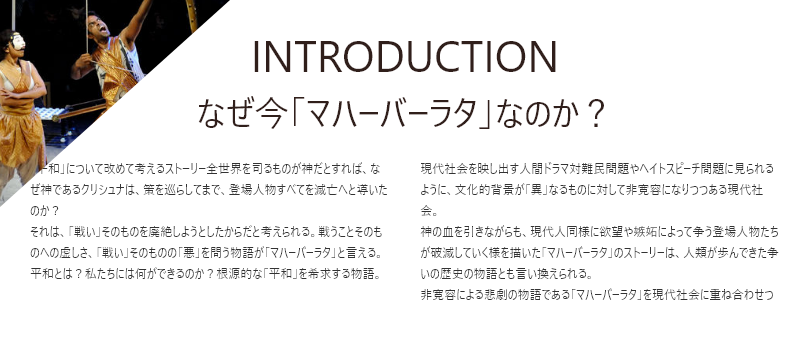 INTRODUCTION
なぜ今「マハーバーラタ」なのか？
平和」について改めて考えるストーリー全世界を司るものが神だとすれば、な
ぜ神であるクリシュナは、策を巡らしてまで、登場人物すべてを滅亡へと導いた
のか？
それは、「戦い」そのものを廃絶しようとしたからだと考えられる。戦うことそのも
のへの虚しさ、「戦い」そのものの「悪」を問う物語が「マハーバーラタ」と言える。
平和とは？私たちには何ができるのか？根源的な「平和」を希求する物語。
現代社会を映し出す人間ドラマ対難民問題やヘイトスピーチ問題に見られる
ように、文化的背景が「異」なるものに対して非寛容になりつつある現代社
会。
神の血を引きながらも、現代人同様に欲望や嫉妬によって争う登場人物たち
が破滅していく様を描いた「マハーバーラタ」のストーリーは、人類が歩んできた争
いの歴史の物語とも言い換えられる。
非寛容による悲劇の物語である「マハーバーラタ」を現代社会に重ね合わせつ